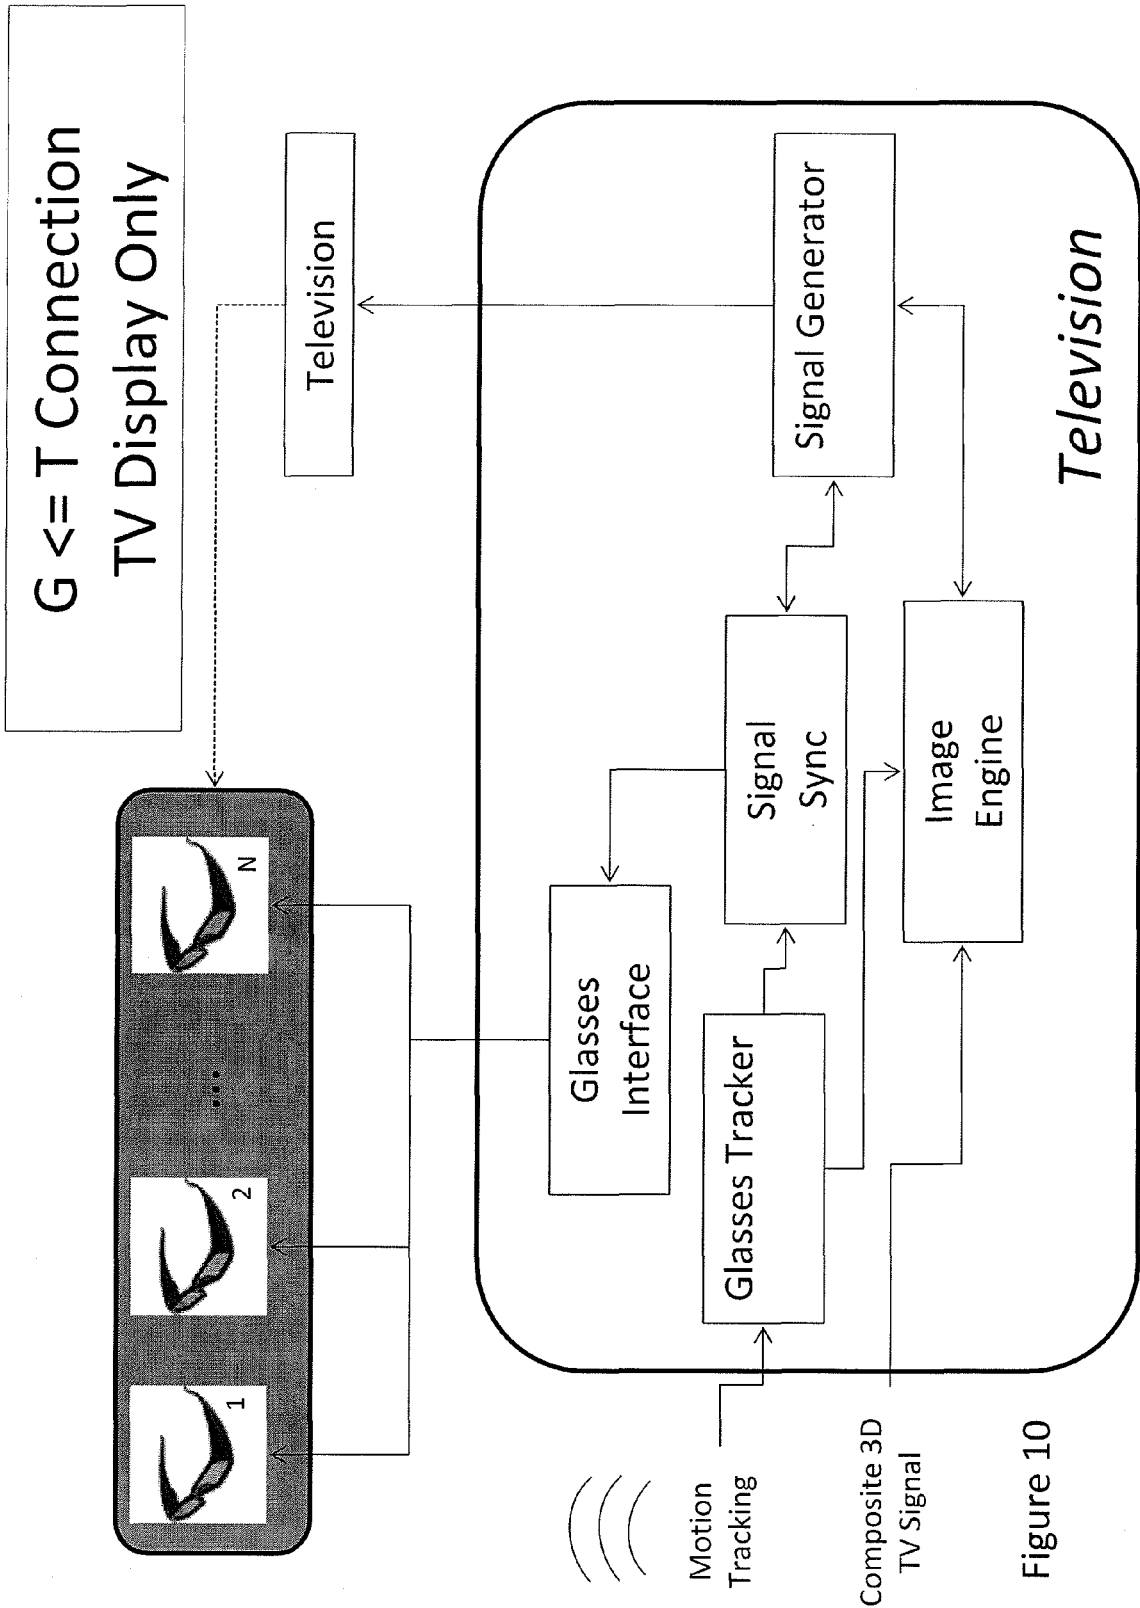 G <= T Connection
TV Display Only
1
2
...
N
Television
Glasses
Interface
Glasses Tracker
Signal
Sync
Signal Generator
Image
Engine
Television
Motion
Tracking
Composite 3D
TV Signal
Figure 10